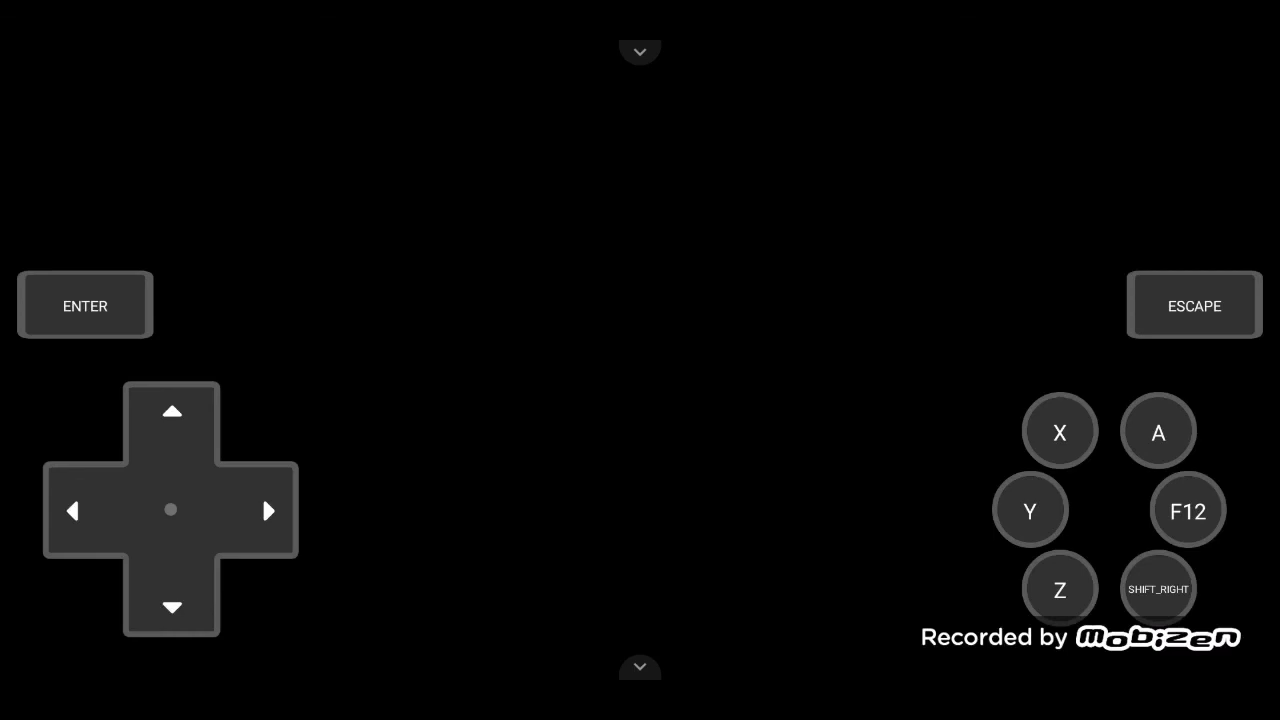 ENTER
ESCAPE
X
A
Y
F12
Z
SHIFT_RIGHT
Recorded by mobizen